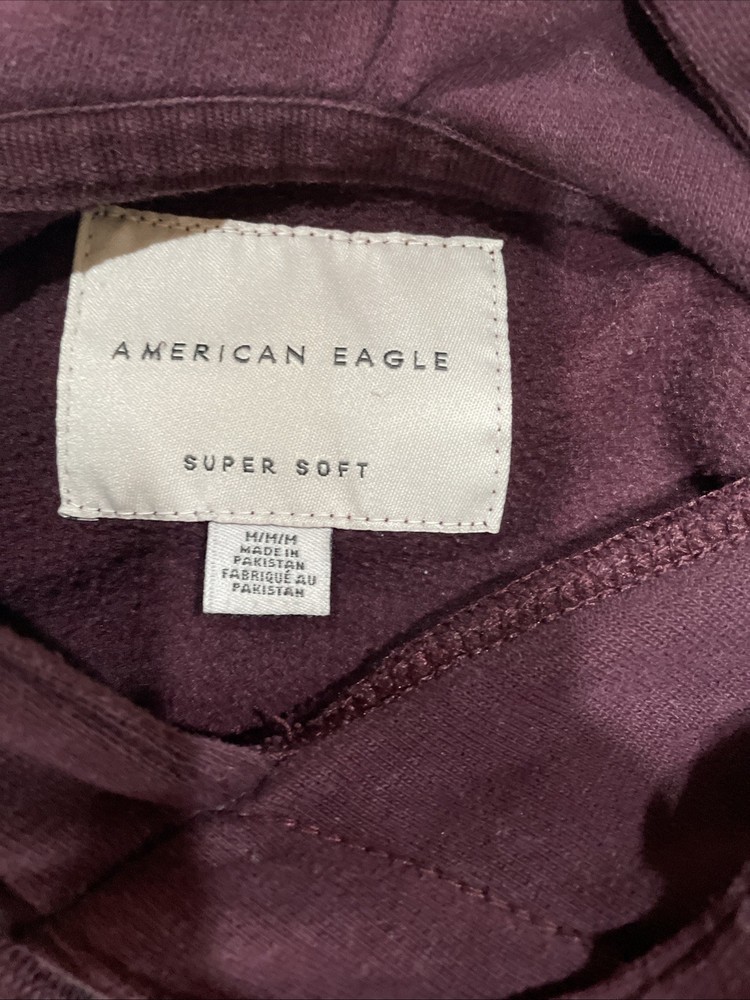 AMERICAN EAGLE
SUPER SOFT
M/M/M
MADE IN
PAKISTAN
FABRIQUÉ AU
PAKISTAN